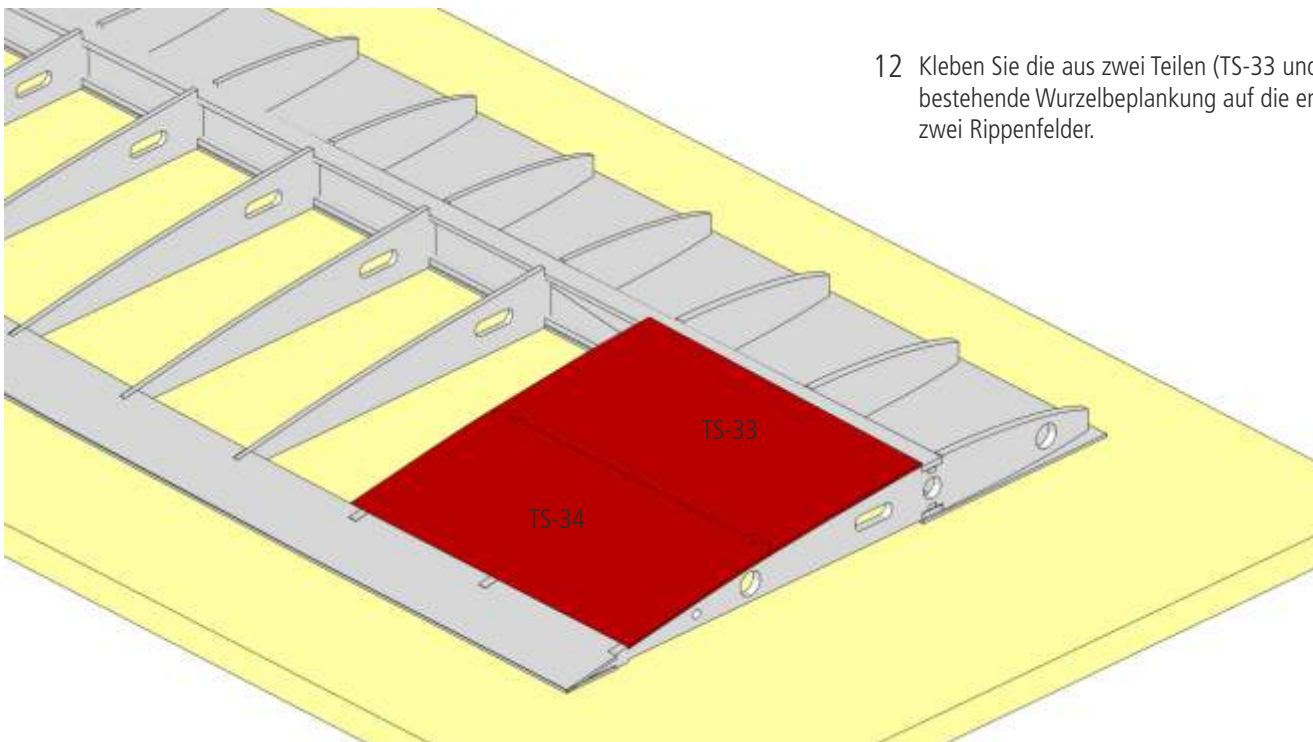 12 Kleben Sie die aus zwei Teilen (TS-33 und
bestehende Wurzelbeplankung auf die
zwei Rippenfelder.
TS-33
TS-34